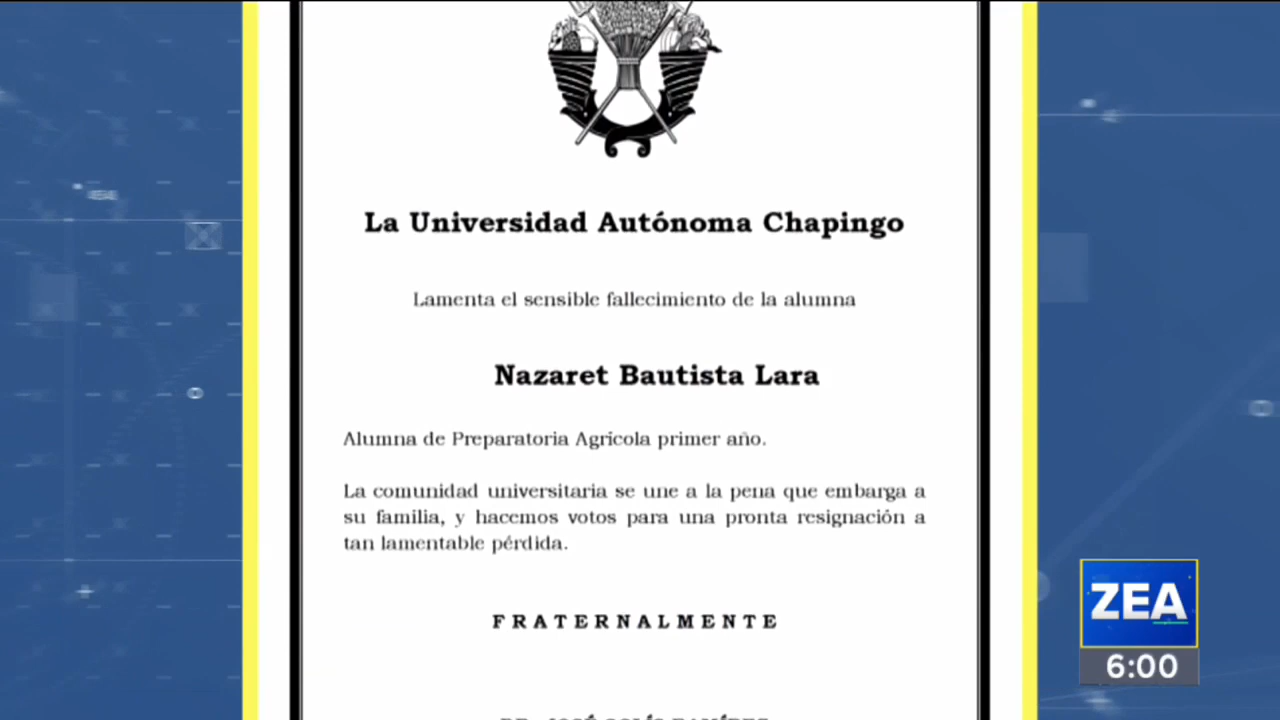 La Universidad Autónoma Chapingo
Lamenta el sensible fallecimiento de la alumna
Nazaret Bautista Lara
Alumna de Preparatoria Agrícola primer año.
La comunidad universitaria se une a la pena que embarga a
su familia, y hacemos votos para una pronta resignación a
tan lamentable pérdida.
FRATERNALMENTE
ZEA
6:00